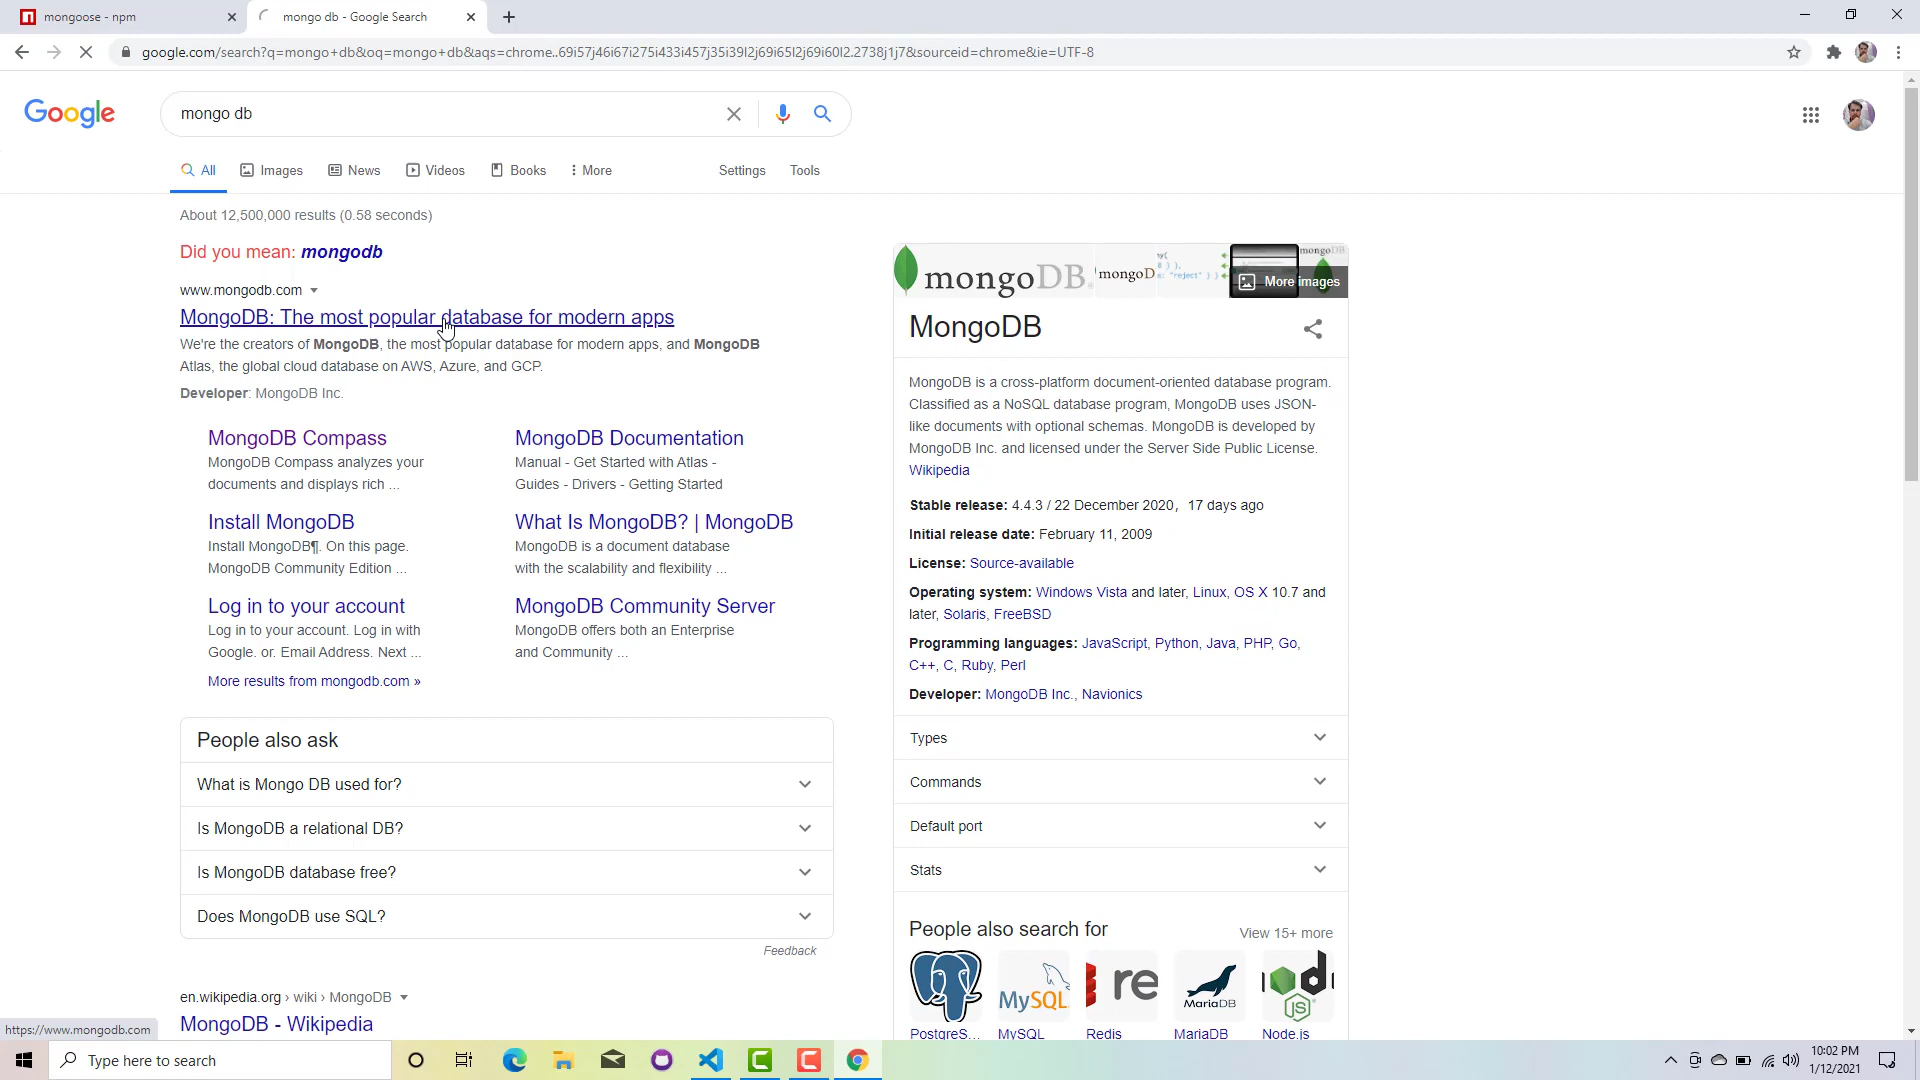 mongoose - npm
mongo db - Google Search
google.com/search?q=mongo+db&oq=mongo+db&aqs=chrome..69i57j46i67i275i433i457j35i39l2j69i65l2j69i60l2.2738j1j7&sourceid=chrome&ie=UTF-8
Google
mongo db
All
Images
News
Videos
Books
More
Settings
Tools
About 12,500,000 results (0.58 seconds)
Did you mean: mongodb
www.mongodb.com
MongoDB: The most popular database for modern apps
We're the creators of MongoDB, the most popular database for modern apps, and MongoDB
Atlas, the global cloud database on AWS, Azure, and GCP.
Developer: MongoDB Inc.
MongoDB Compass
MongoDB Compass analyzes your
documents and displays rich ...
MongoDB Documentation
Manual - Get Started with Atlas -
Guides - Drivers - Getting Started
Install MongoDB
Install MongoDB¶. On this page.
MongoDB Community Edition ...
What Is MongoDB? | MongoDB
MongoDB is a document database
with the scalability and flexibility ...
Log in to your account
Log in to your account. Log in with
Google. or. Email Address. Next ...
MongoDB Community Server
MongoDB offers both an Enterprise
and Community ...
More results from mongodb.com »
People also ask
What is Mongo DB used for?
Is MongoDB a relational DB?
Is MongoDB database free?
Does MongoDB use SQL?
Feedback
en.wikipedia.org › wiki › MongoDB
MongoDB - Wikipedia
https://www.mongodb.com
mongoDB.
mongoD
: "reject" } }
mongoDB
More images
MongoDB
MongoDB is a cross-platform document-oriented database program.
Classified as a NoSQL database program, MongoDB uses JSON-
like documents with optional schemas. MongoDB is developed by
MongoDB Inc. and licensed under the Server Side Public License.
Wikipedia
Stable release: 4.4.3 / 22 December 2020, 17 days ago
Initial release date: February 11, 2009
License: Source-available
Operating system: Windows Vista and later, Linux, OS X 10.7 and
later, Solaris, FreeBSD
Programming languages: JavaScript, Python, Java, PHP, Go,
C++, C, Ruby, Perl
Developer: MongoDB Inc., Navionics
Types
Commands
Default port
Stats
People also search for
View 15+ more
MySQL
re
MariaDB
PostgreS...
MySQL
Redis
MariaDB
Node.js
Type here to search
10:02 PM
1/12/2021